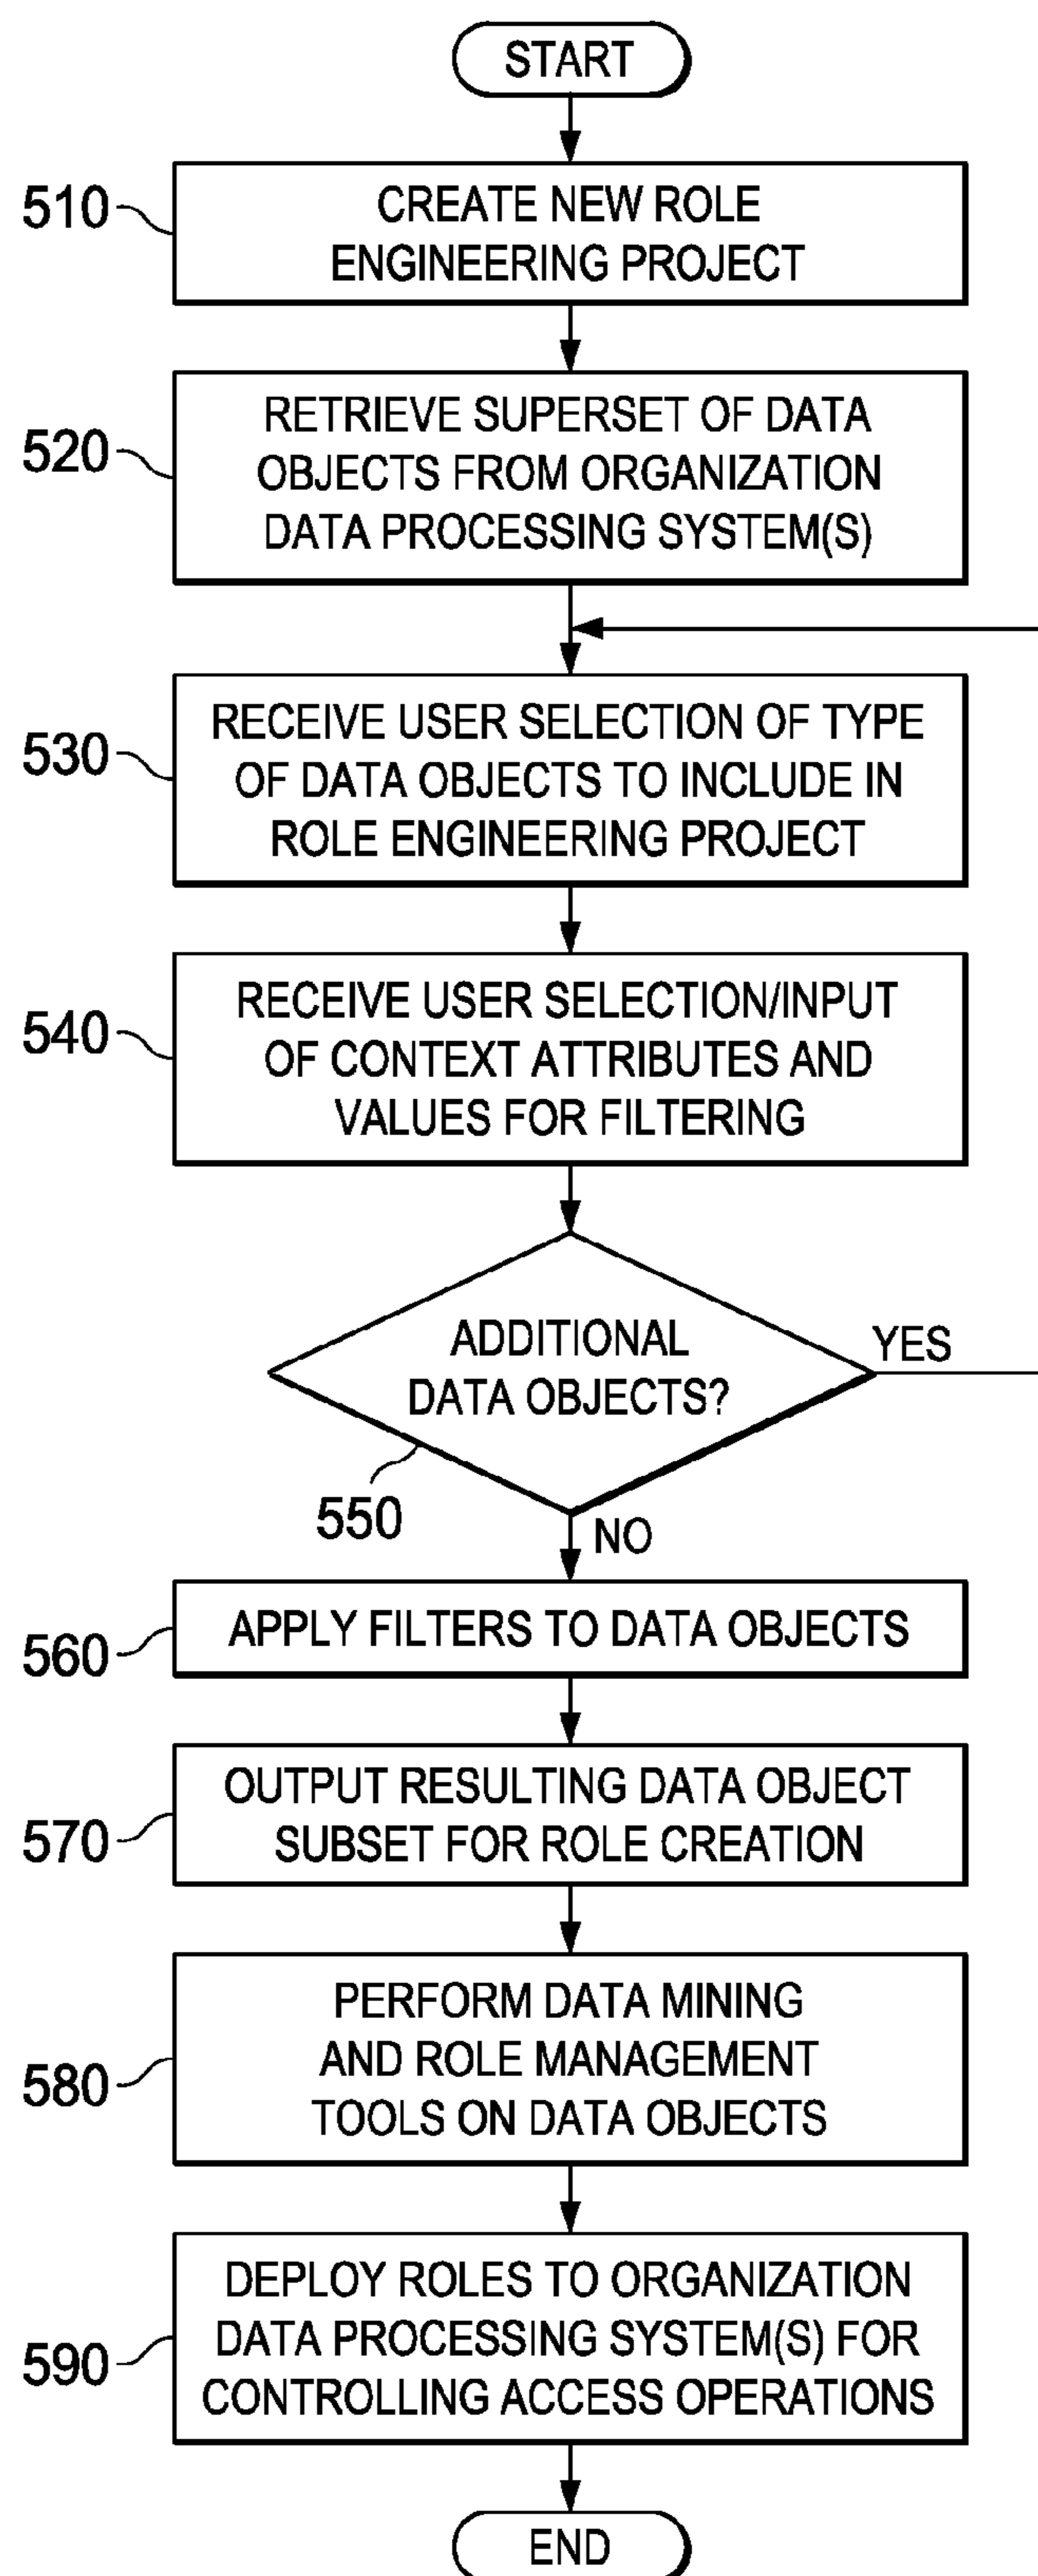 START
510
CREATE NEW ROLE
ENGINEERING PROJECT
520
RETRIEVE SUPERSET OF DATA
OBJECTS FROM ORGANIZATION
DATA PROCESSING SYSTEM(S)
530
RECEIVE USER SELECTION OF TYPE
OF DATA OBJECTS TO INCLUDE IN
ROLE ENGINEERING PROJECT
540
RECEIVE USER SELECTION/INPUT
OF CONTEXT ATTRIBUTES AND
VALUES FOR FILTERING
ADDITIONAL
DATA OBJECTS?
YES
550
NO
560
APPLY FILTERS TO DATA OBJECTS
570
OUTPUT RESULTING DATA OBJECT
SUBSET FOR ROLE CREATION
580
PERFORM DATA MINING
AND ROLE MANAGEMENT
TOOLS ON DATA OBJECTS
590
DEPLOY ROLES TO ORGANIZATION
DATA PROCESSING SYSTEM(S) FOR
CONTROLLING ACCESS OPERATIONS
END